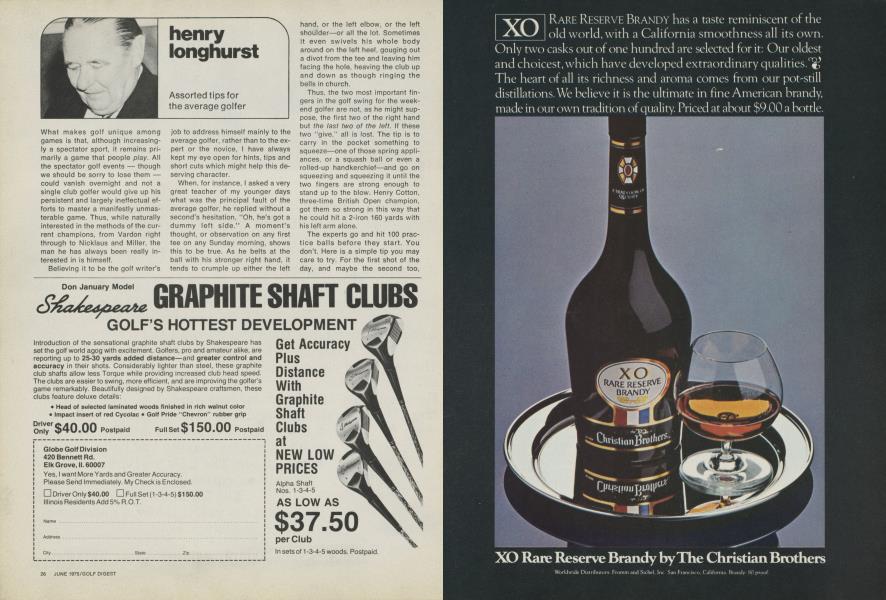 henry
longhurst
Assorted tips for
the average golfer
What makes golf unique among
games is that, although increasing-
ly a spectator sport, it remains pri-
marily a game that people play. All
the spectator golf events — though
we should be sorry to lose them —
could vanish overnight and not a
single club golfer would give up his
persistent and largely ineffectual ef-
forts to master a manifestly unmas-
terable game. Thus, while naturally
interested in the methods of the cur-
rent champions, from Vardon right
through to Nicklaus and Miller, the
man he has always been really in-
terested in is himself.
Believing it to be the golf writer's
job to address himself mainly to the
average golfer, rather than to the ex-
pert or the novice, I have always
kept my eye open for hints, tips and
short cuts which might help this de-
serving character.
When, for instance, I asked a very
great teacher of my younger days
what was the principal fault of the
average golfer, he replied without a
second's hesitation, "Oh, he's got a
dummy left side." A moment's
thought, or observation on any first
tee on any Sunday morning, shows
this to be true. As he belts at the
ball with his stronger right hand, it
tends to crumple up either the left
hand, or the left elbow, or the left
shoulder—or all the lot. Sometimes
it even swivels his whole body
around on the left heel, gouging out
a divot from the tee and leaving him
facing the hole, heaving the club up
and down as though ringing the
bells in church.
Thus, the two most important fin-
gers in the golf swing for the week-
end golfer are not, as he might sup-
pose, the first two of the right hand
but the last two of the left. If these
two "give," all is lost. The tip is to
carry in the pocket something to
squeeze—one of those spring appli-
ances, or a squash ball or even a
rolled-up handkerchief—and go on
squeezing and squeezing it until the
two fingers are strong enough to
stand up to the blow. Henry Cotton,
three-time British Open champion,
got them so strong in this way that
he could hit a 2-iron 160 yards with
his left arm alone.
The experts go and hit 100 prac-
tice balls before they start. You
don't. Here is a simple tip you may
care to try. For the first shot of the
day, and maybe the second too,
Don January Model
Shakespeare GRAPHITE SHAFT CLUBS
GOLF'S HOTTEST DEVELOPMENT
Introduction of the sensational graphite shaft clubs by Shakespeare has
set the golf world agog with excitement. Golfers, pro and amateur alike, are
reporting up to 25-30 yards added distance—and greater control and
accuracy in their shots. Considerably lighter than steel, these graphite
club shafts allow less Torque while providing increased club head speed.
The clubs are easier to swing, more efficient, and are improving the golfer's
game remarkably. Beautifully designed by Shakespeare craftsmen, these
clubs feature deluxe details:
• Head of selected laminated woods finished in rich walnut color
• Impact insert of red Cycolac • Golf Pride "Chevron" rubber grip
Driver Only $40.00 Postpaid Full Set $150.00 Postpaid
Globe Golf Division
420 Bennett Rd.
Elk Grove, Il. 60007
Yes, I want More Yards and Greater Accuracy.
Please Send Immediately. My Check is Enclosed.
Driver Only $40.00 Full Set (1-3-4-5) $150.00
Illinois Residents Add 5% R.O.T.
Name
Address
City State Zip
Get Accuracy
Plus
Distance
With
Graphite
Shaft
Clubs
at
NEW LOW
PRICES
Alpha Shaft
Nos. 1-3-4-5
AS LOW AS
$37.50
per Club
In sets of 1-3-4-5 woods. Postpaid.
26 JUNE 1975/GOLF DIGEST
XO RARE RESERVE BRANDY has a taste reminiscent of the
old world, with a California smoothness all its own.
Only two casks out of one hundred are selected for it: Our oldest
and choicest, which have developed extraordinary qualities.
The heart of all its richness and aroma comes from our pot-still
distillations. We believe it is the ultimate in fine American brandy,
made in our own tradition of quality. Priced at about $9.00 a bottle.
XO
RARE RESERVE
BRANDY
The
Christian Brothers
Christian Brothers
XO Rare Reserve Brandy by The Christian Brothers
Worldwide Distributors: Fromm and Sichel, Inc. San Francisco, California. Brandy: 80 proof